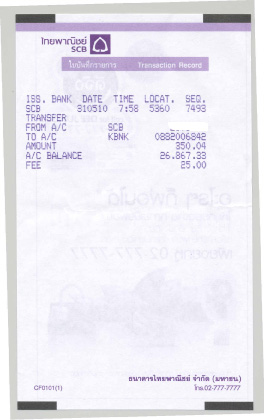 ไทยพาณิชย์
SCB
ใบบันทึกรายการ Transaction Record
ISS. BANK DATE TIME LOCAT. SEQ.
SCB 310510 7:58 5360 7493
TRANSFER
FROM A/C SCB
TO A/C KBNK 0882006842
AMOUNT 350.04
A/C BALANCE 26,867.33
FEE 25.00
ธนาคารไทยพาณิชย์ จำกัด (มหาชน)
GF0101(1) โทร.02-777-7777